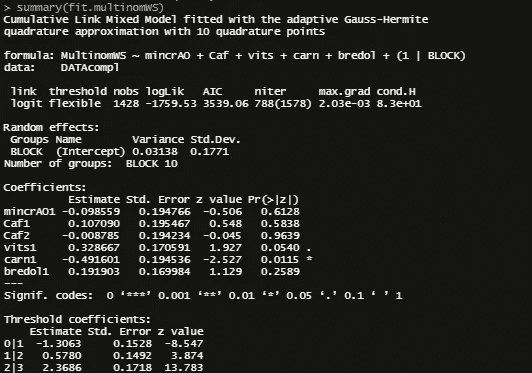 > summary(fit.multinomWS)
Cumulative Link Mixed Model fitted with the adaptive Gauss-Hermite
quadrature approximation with 10 quadrature points

formula: MultinomWS ~ mincrAO + Caf + vits + carn + bredol + (1 | BLOCK)
data:    DATAcompl

 link  threshold nobs logLik   AIC     niter     max.grad cond.H
 logit flexible  1428 -1759.53 3539.06 788(1578) 2.03e-03 8.3e+01

Random effects:
 Groups Name        Variance Std.Dev.
 BLOCK  (Intercept) 0.03138  0.1771
Number of groups:  BLOCK 10

Coefficients:
          Estimate Std. Error z value Pr(>|z|)
mincrAO1 -0.098559   0.194766  -0.506   0.6128
Caf1      0.107090   0.195467   0.548   0.5838
Caf2     -0.008785   0.194234  -0.045   0.9639
vits1     0.328667   0.170591   1.927   0.0540 .
carn1    -0.491601   0.194536  -2.527   0.0115 *
bredol1   0.191903   0.169984   1.129   0.2589
---
Signif. codes:  0 ‘***’ 0.001 ‘**’ 0.01 ‘*’ 0.05 ‘.’ 0.1 ‘ ’ 1

Threshold coefficients:
    Estimate Std. Error z value
0|1  -1.3063     0.1528  -8.547
1|2   0.5780     0.1492   3.874
2|3   2.3686     0.1718  13.783